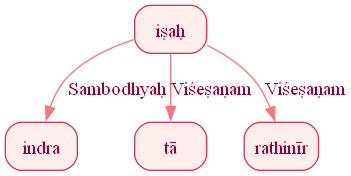 iṣaḥ
Sambodhyaḥ Viśeṣaṇam Viśeṣaṇam
indra tā rathinīr